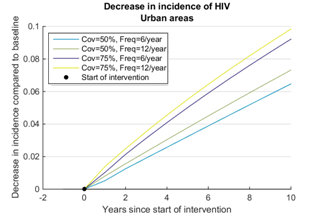 Decrease in incidence of HIV
Urban areas
Decrease in incidence compared to baseline
0.1
0.08
0.06
0.04
0.02
0
Cov=50%, Freq=6/year
Cov=50%, Freq=12/year
Cov=75%, Freq=6/year
Cov=75%, Freq=12/year
Start of intervention
-2
0
2
4
6
8
10
Years since start of intervention